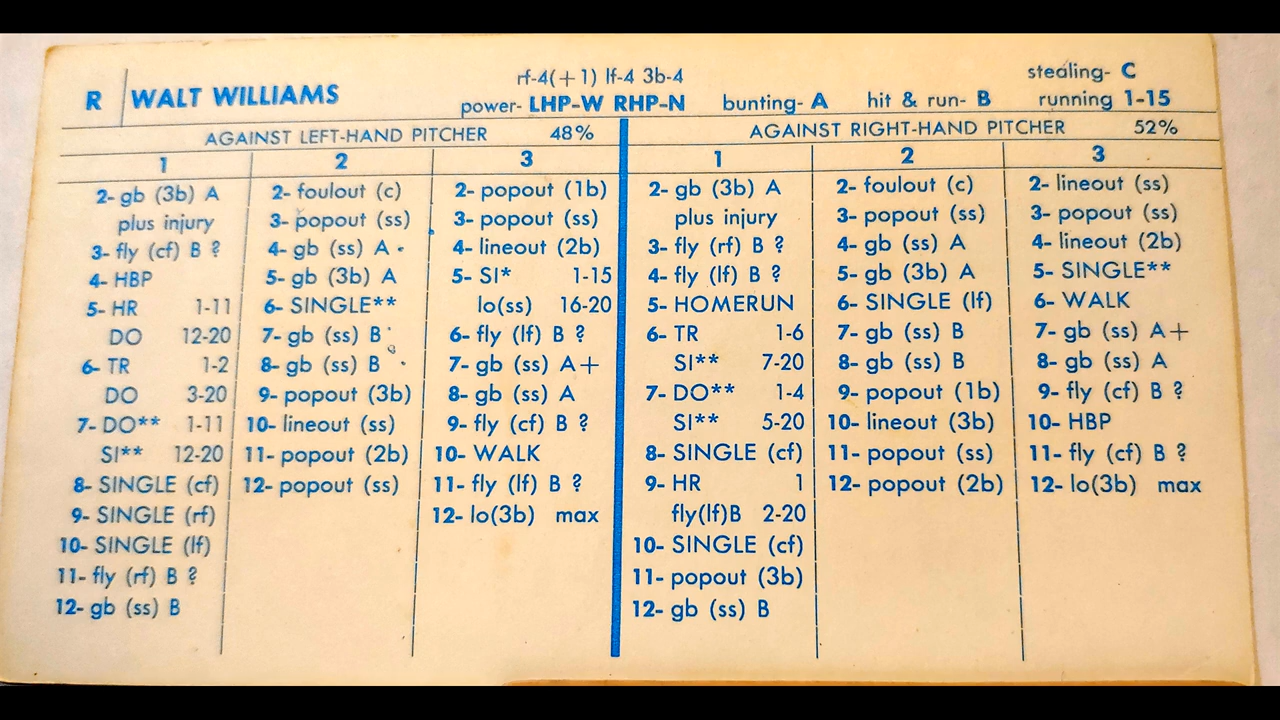 R WALT WILLIAMS
rf-4(+1) lf-4 3b-4
power- LHP-W RHP-N bunting- A hit & run- B
stealing- C
running 1-15
AGAINST LEFT-HAND PITCHER 48%
1
2- gb (3b) A
plus injury
3- fly (cf) B ?
4- HBP
5- HR 1-11
DO 12-20
6- TR 1-2
DO 3-20
7- DO** 1-11
SI** 12-20
8- SINGLE (cf)
9- SINGLE (rf)
10- SINGLE (lf)
11- fly (rf) B ?
12- gb (ss) B
2
2- foulout (c)
3- popout (ss)
4- gb (ss) A
5- gb (3b) A
6- SINGLE**
7- gb (ss) B
8- gb (ss) B
9- popout (3b)
10- lineout (ss)
11- popout (2b)
12- popout (ss)
3
2- popout (1b)
3- popout (ss)
4- lineout (2b)
5- SI* 1-15
lo(ss) 16-20
6- fly (lf) B ?
7- gb (ss) A+
8- gb (ss) A
9- fly (cf) B ?
10- WALK
11- fly (lf) B ?
12- lo(3b) max
AGAINST RIGHT-HAND PITCHER 52%
1
2- gb (3b) A
plus injury
3- fly (rf) B ?
4- fly (lf) B ?
5- HOMERUN
6- TR 1-6
SI** 7-20
7- DO** 1-4
SI** 5-20
8- SINGLE (cf)
9- HR 1
fly(lf)B 2-20
10- SINGLE (cf)
11- popout (3b)
12- gb (ss) B
2
2- foulout (c)
3- popout (ss)
4- gb (ss) A
5- gb (3b) A
6- SINGLE (lf)
7- gb (ss) B
8- gb (ss) B
9- popout (1b)
10- lineout (3b)
11- popout (ss)
12- popout (2b)
3
2- lineout (ss)
3- popout (ss)
4- lineout (2b)
5- SINGLE**
6- WALK
7- gb (ss) A+
8- gb (ss) A
9- fly (cf) B ?
10- HBP
11- fly (cf) B ?
12- lo(3b) max